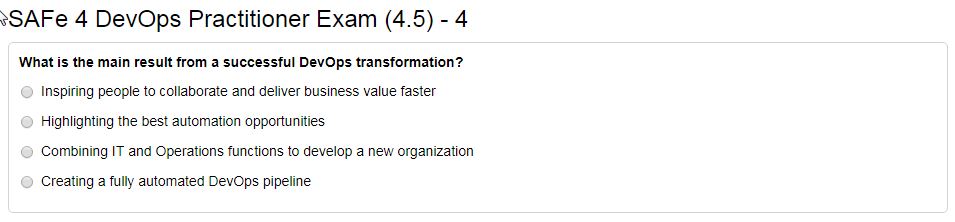 SAFe 4 DevOps Practitioner Exam (4.5) - 4
What is the main result from a successful DevOps transformation?
Inspiring people to collaborate and deliver business value faster
Highlighting the best automation opportunities
Combining IT and Operations functions to develop a new organization
Creating a fully automated DevOps pipeline